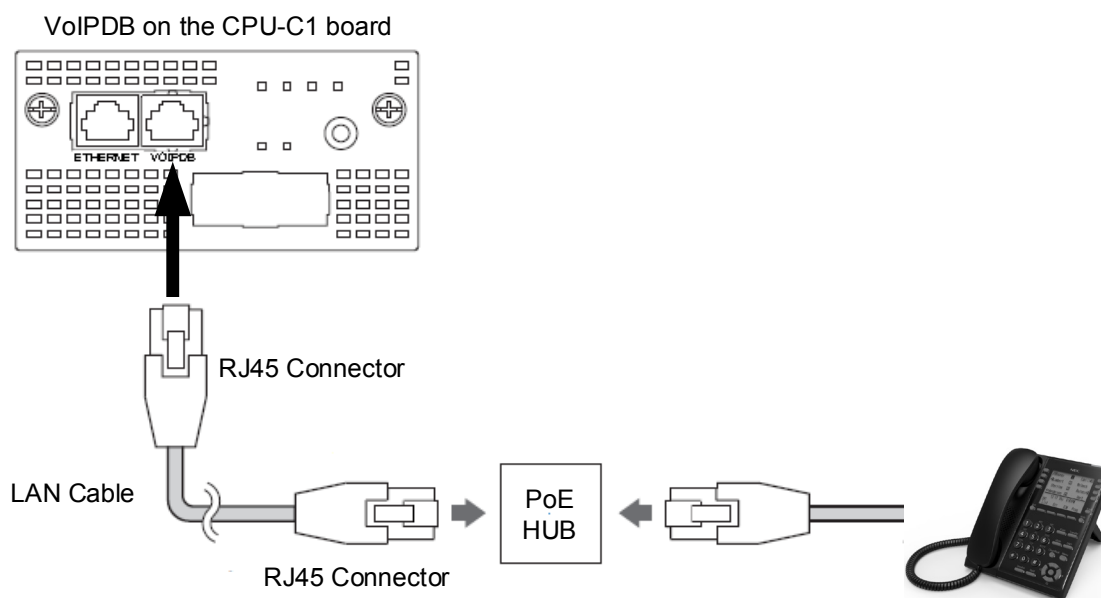 VoIPDB on the CPU-C1 board
ETHERNET VOIPDB
RJ45 Connector
LAN Cable
PoE
HUB
RJ45 Connector